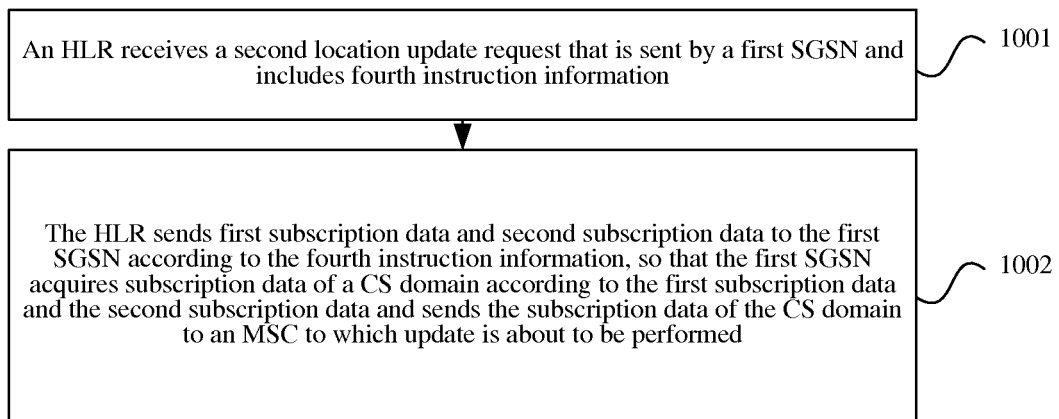 An HLR receives a second location update request that is sent by a first SGSN and
includes fourth instruction information
1001
The HLR sends first subscription data and second subscription data to the first
SGSN according to the fourth instruction information, so that the first SGSN
acquires subscription data of a CS domain according to the first subscription data
and the second subscription data and sends the subscription data of the CS domain
to an MSC to which update is about to be performed
1002